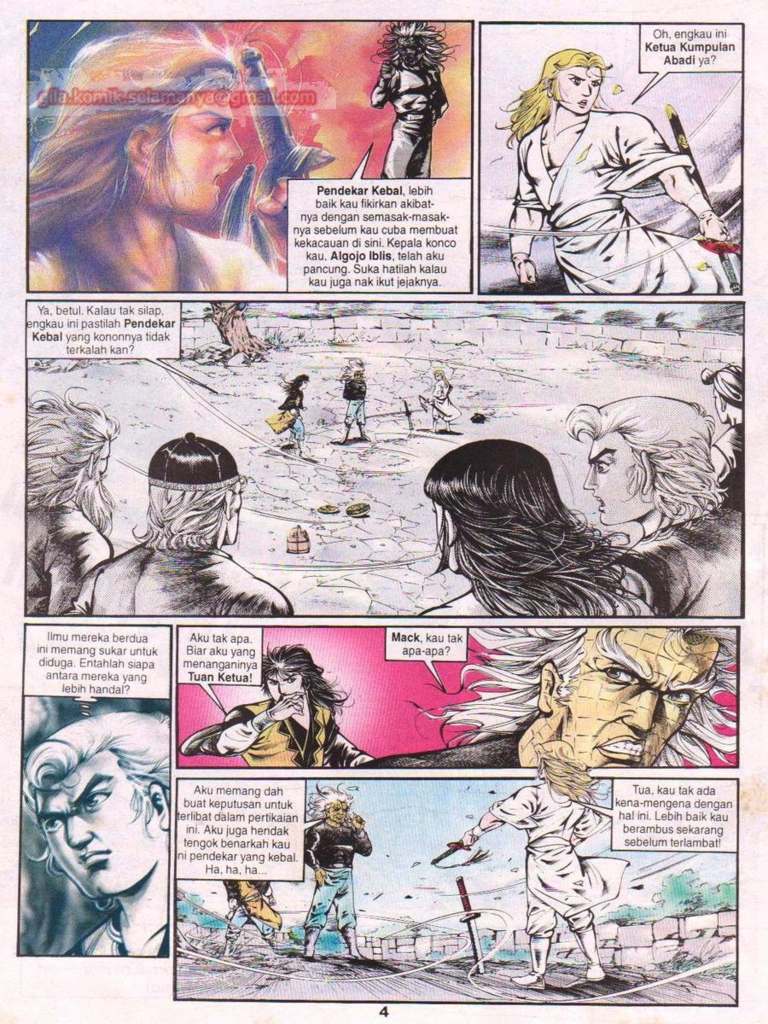 gila.komik-sulamanya@gmail.com
Pendekar Kebal, lebih
baik kau fikirkan akibat-
nya dengan semasak-masak-
nya sebelum kau cuba membuat
kekacauan di sini. Kepala konco
kau, Algojo Iblis, telah aku
pancung. Suka hatilah kalau
kau juga nak ikut jejaknya.
Oh, engkau ini
Ketua Kumpulan
Abadi ya?
Ya, betul. Kalau tak silap,
engkau ini pastilah Pendekar
Kebal yang kononnya tidak
terkalah kan?
Ilmu mereka berdua
ini memang sukar untuk
diduga. Entahlah siapa
antara mereka yang
lebih handal?
Aku tak apa.
Biar aku yang
menanganinya
Tuan Ketua!
Mack, kau tak
apa-apa?
Aku memang dah
buat keputusan untuk
terlibat dalam pertikaian
ini. Aku juga hendak
tengok benarkah kau
ni pendekar yang kebal.
Ha, ha, ha...
Tua, kau tak ada
kena-mengena dengan
hal ini. Lebih baik kau
berambus sekarang
sebelum terlambat!
4